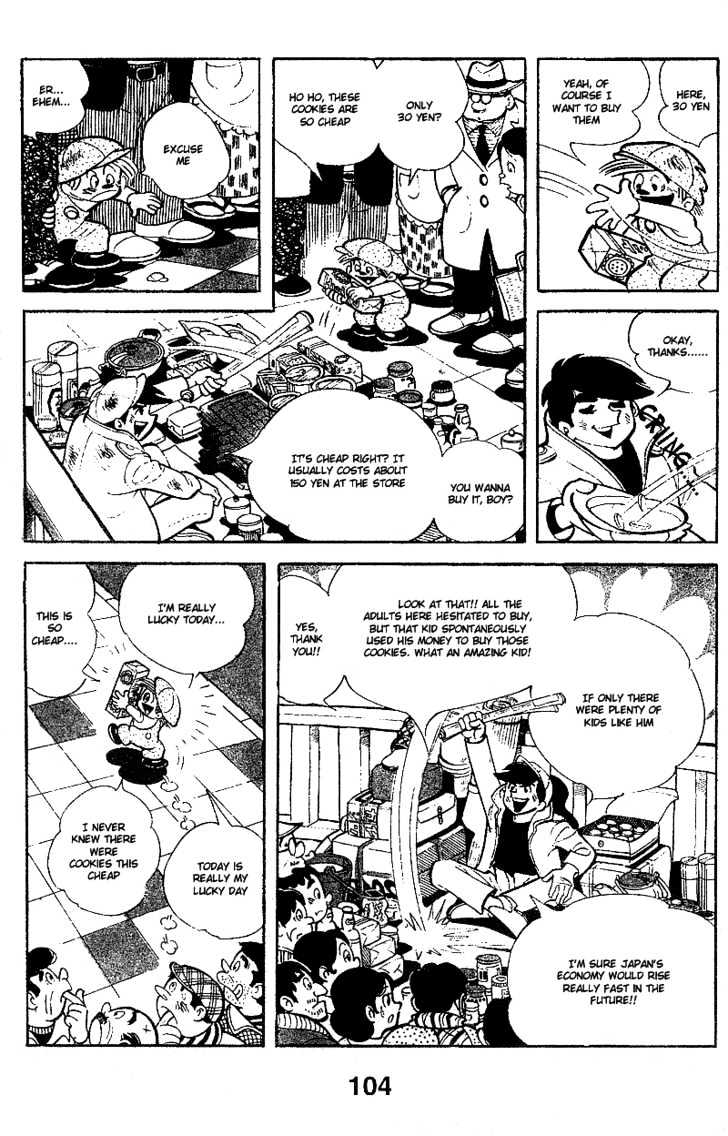 ER...
EHEM...
EXCUSE
ME
HO HO, THESE
COOKIES ARE
SO CHEAP
ONLY
30 YEN?
IT'S CHEAP RIGHT? IT
USUALLY COSTS ABOUT
150 YEN AT THE STORE
YOU WANNA
BUY IT, BOY?
YEAH, OF
COURSE I
WANT TO BUY
THEM
HERE,
30 YEN
OKAY,
THANKS......
CRING...
THIS IS
SO
CHEAP....
I'M REALLY
LUCKY TODAY...
I NEVER
KNEW THERE
WERE
COOKIES THIS
CHEAP
TODAY IS
REALLY MY
LUCKY DAY
YES,
THANK
YOU!!
LOOK AT THAT!! ALL THE
ADULTS HERE HESITATED TO BUY,
BUT THAT KID SPONTANEOUSLY
USED HIS MONEY TO BUY THOSE
COOKIES. WHAT AN AMAZING KID!
IF ONLY THERE
WERE PLENTY OF
KIDS LIKE HIM
I'M SURE JAPAN'S
ECONOMY WOULD RISE
REALLY FAST IN THE
FUTURE!!
104